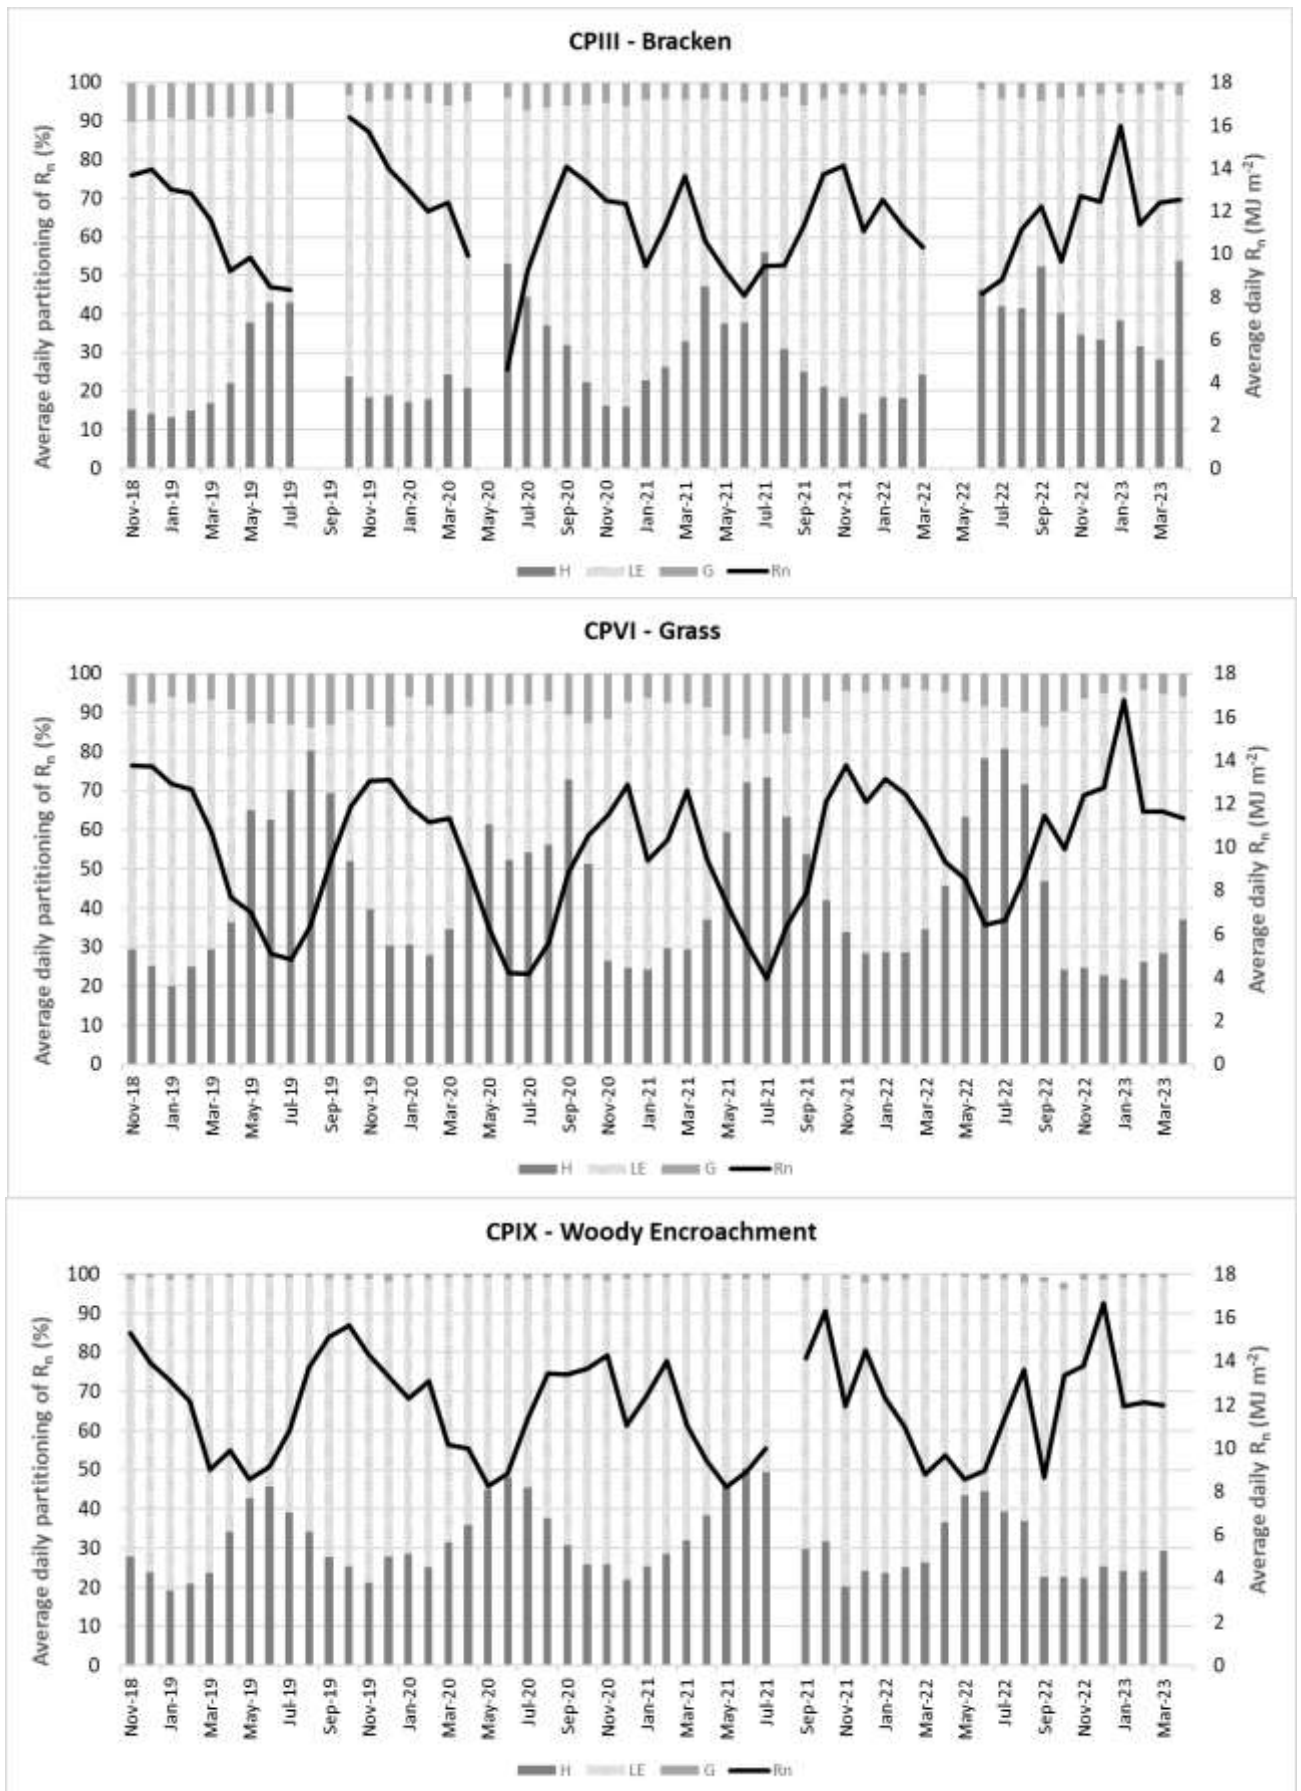 CPIII - Bracken
Average daily partitioning of Rn (%)
100
90
80
70
60
50
40
30
20
10
0
18
16
14
12
10
8
6
4
2
0
Average daily Rn (MJ m-2)
Nov-18
Jan-19
Mar-19
May-19
Jul-19
Sep-19
Nov-19
Jan-20
Mar-20
May-20
Jul-20
Sep-20
Nov-20
Jan-21
Mar-21
May-21
Jul-21
Sep-21
Nov-21
Jan-22
Mar-22
May-22
Jul-22
Sep-22
Nov-22
Jan-23
Mar-23
H LE G Rn
CPVI - Grass
Average daily partitioning of Rn (%)
100
90
80
70
60
50
40
30
20
10
0
18
16
14
12
10
8
6
4
2
0
Average daily Rn (MJ m-2)
Nov-18
Jan-19
Mar-19
May-19
Jul-19
Sep-19
Nov-19
Jan-20
Mar-20
May-20
Jul-20
Sep-20
Nov-20
Jan-21
Mar-21
May-21
Jul-21
Sep-21
Nov-21
Jan-22
Mar-22
May-22
Jul-22
Sep-22
Nov-22
Jan-23
Mar-23
H LE G Rn
CPIX - Woody Encroachment
Average daily partitioning of Rn (%)
100
90
80
70
60
50
40
30
20
10
0
18
16
14
12
10
8
6
4
2
0
Average daily Rn (MJ m-2)
Nov-18
Jan-19
Mar-19
May-19
Jul-19
Sep-19
Nov-19
Jan-20
Mar-20
May-20
Jul-20
Sep-20
Nov-20
Jan-21
Mar-21
May-21
Jul-21
Sep-21
Nov-21
Jan-22
Mar-22
May-22
Jul-22
Sep-22
Nov-22
Jan-23
Mar-23
H LE G Rn